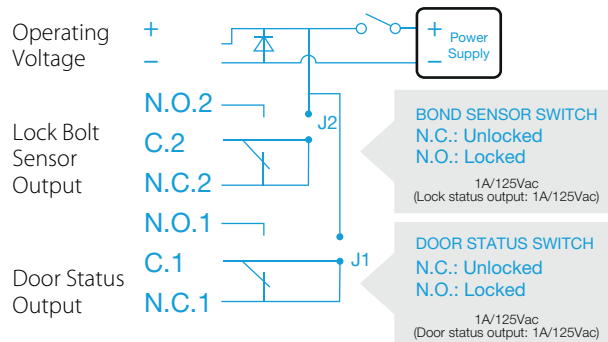 Operating
Voltage
+
−
+
−
Power
Supply
Lock Bolt
Sensor
Output
N.O.2
C.2
N.C.2
J2
BOND SENSOR SWITCH
N.C.: Unlocked
N.O.: Locked
1A/125Vac
(Lock status output: 1A/125Vac)
Door Status
Output
N.O.1
C.1
N.C.1
J1
DOOR STATUS SWITCH
N.C.: Unlocked
N.O.: Locked
1A/125Vac
(Door status output: 1A/125Vac)